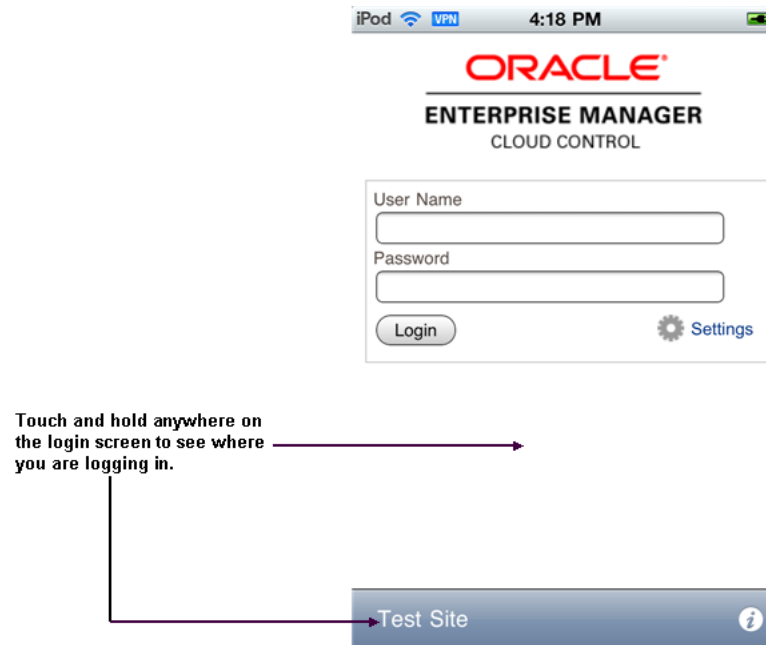 iPod VPN 4:18 PM
ORACLE
ENTERPRISE MANAGER
CLOUD CONTROL
User Name
Password
Login Settings
Touch and hold anywhere on
the login screen to see where
you are logging in.
Test Site i